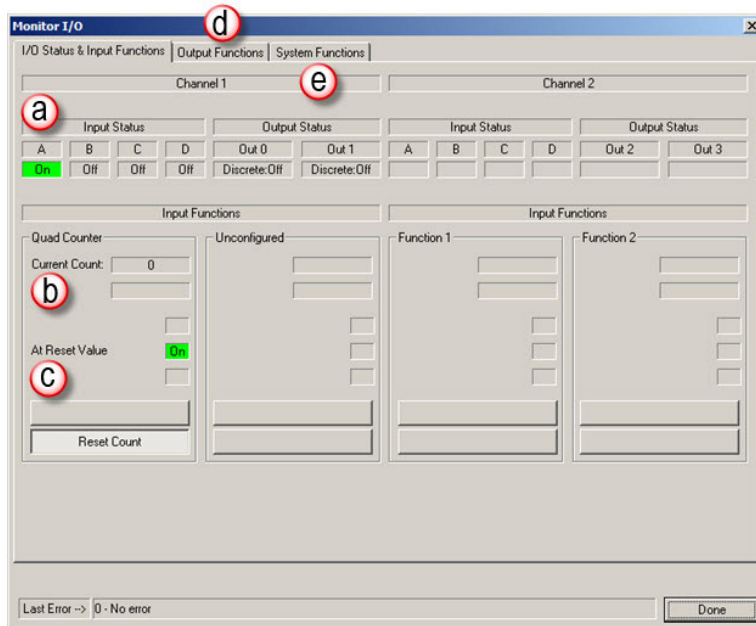 Monitor I/O
d
I/O Status & Input Functions Output Functions System Functions
Channel 1 e Channel 2
a
Input Status Output Status Input Status Output Status
A B C D Out 0 Out 1 A B C D Out 2 Out 3
On Off Off Off Discrete:Off Discrete:Off
Input Functions Input Functions
Quad Counter Unconfigured Function 1 Function 2
Current Count: 0
b
At Reset Value On
c
Reset Count
Last Error --> 0 - No error Done